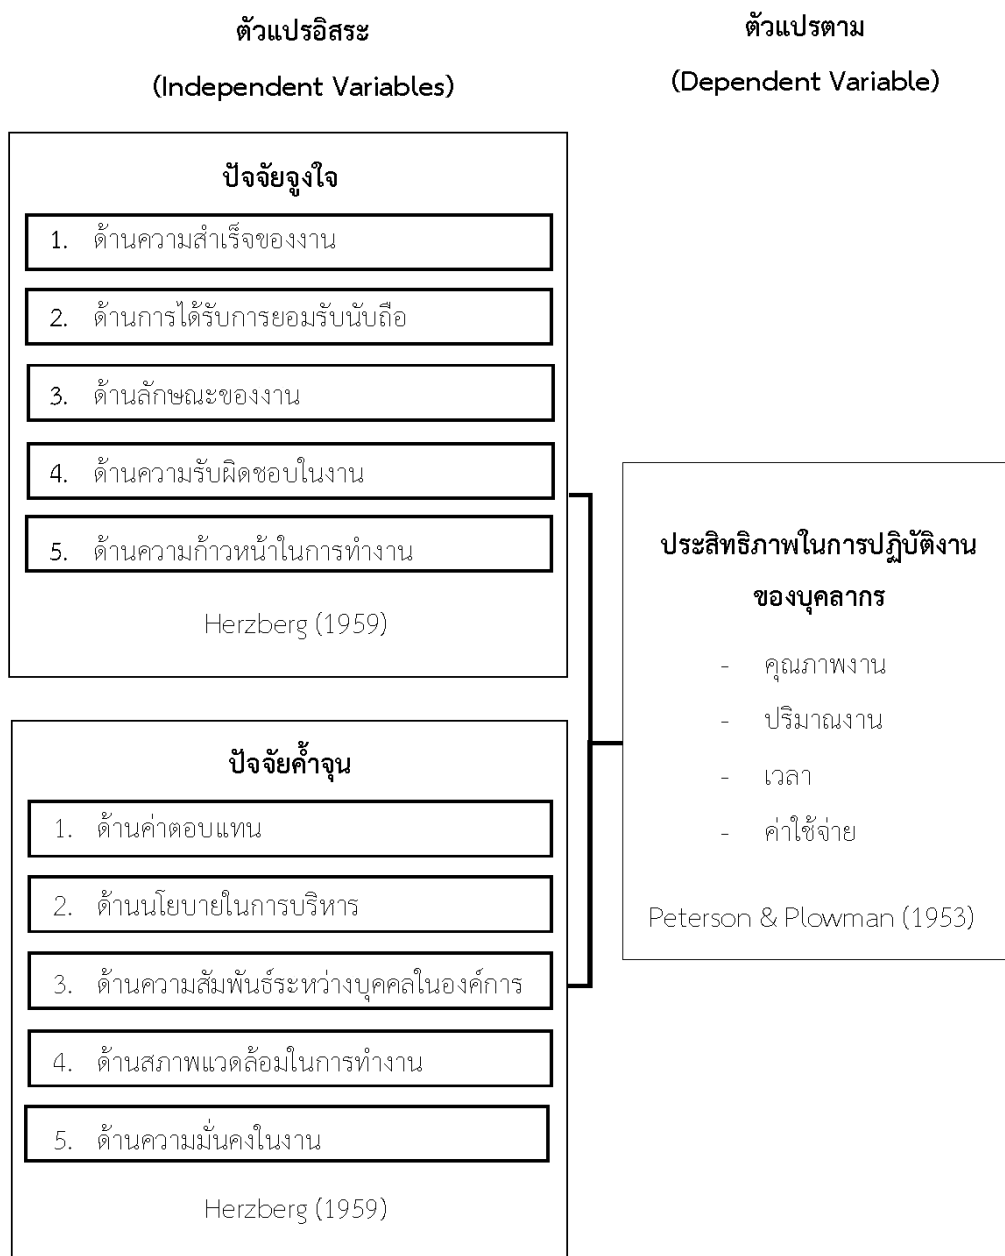 ตัวแปรอิสระ
(Independent Variables)
ปัจจัยจูงใจ
1. ด้านความสำเร็จของงาน
2. ด้านการได้รับการยอมรับนับถือ
3. ด้านลักษณะของงาน
4. ด้านความรับผิดชอบในงาน
5. ด้านความก้าวหน้าในการทำงาน
Herzberg (1959)
ปัจจัยค้ำจุน
1. ด้านค่าตอบแทน
2. ด้านนโยบายในการบริหาร
3. ด้านความสัมพันธ์ระหว่างบุคคลในองค์การ
4. ด้านสภาพแวดล้อมในการทำงาน
5. ด้านความมั่นคงในงาน
Herzberg (1959)
ตัวแปรตาม
(Dependent Variable)
ประสิทธิภาพในการปฏิบัติงาน
ของบุคลากร
- คุณภาพงาน
- ปริมาณงาน
- เวลา
- ค่าใช้จ่าย
Peterson & Plowman (1953)